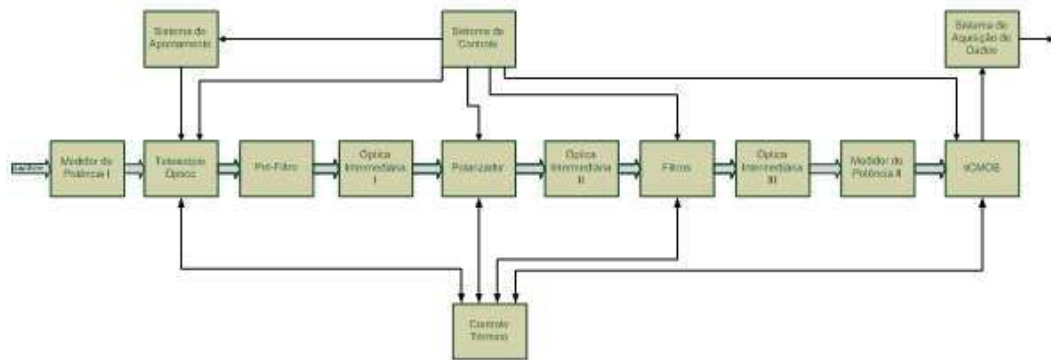 Sistema de
Apontamento
Sistema de
Controle
Sistema de
Aquisição de
Dados
Medidor de
Potência I
Telescópio
Óptico
Pré-Filtro
Óptica
Intermediária
I
Polarizador
Óptica
Intermediária
II
Filtros
Óptica
Intermediária
III
Medidor de
Potência II
sCMOS
Controle
Térmico